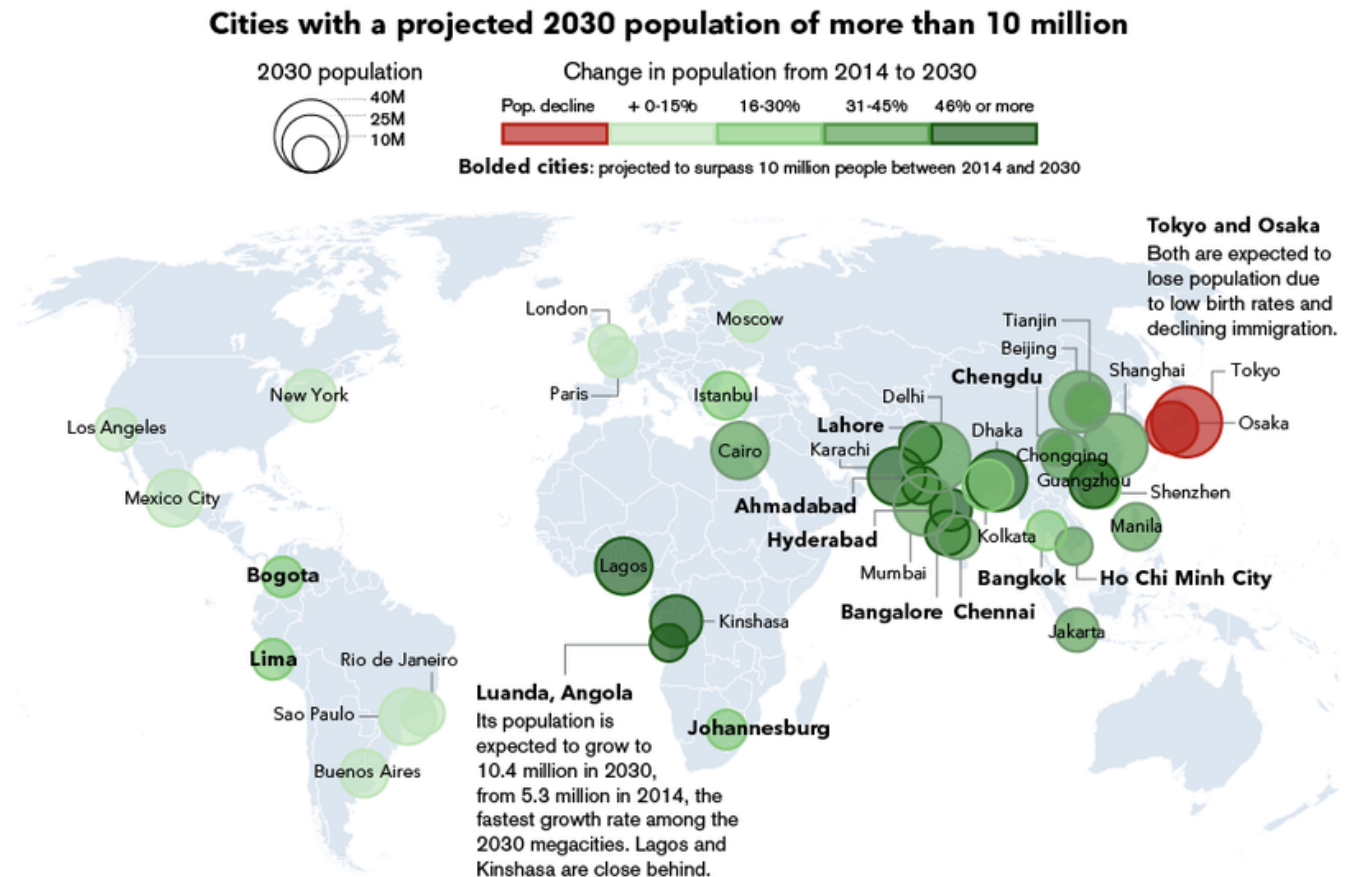 Cities with a projected 2030 population of more than 10 million
2030 population
40M
25M
10M
Change in population from 2014 to 2030
Pop. decline
+ 0-15%
16-30%
31-45%
46% or more
Bolded cities: projected to surpass 10 million people between 2014 and 2030
Tokyo and Osaka
Both are expected to
lose population due
to low birth rates and
declining immigration.
London
Moscow
Tianjin
Beijing
Shanghai
Tokyo
Chengdu
Paris
Istanbul
Delhi
New York
Los Angeles
Osaka
Lahore
Dhaka
Cairo
Karachi
Chongqing
Guangzhou
Shenzhen
Mexico City
Ahmadabad
Manila
Hyderabad
Kolkata
Mumbai
Bangkok
Ho Chi Minh City
Lagos
Bogota
Bangalore
Chennai
Kinshasa
Jakarta
Lima
Rio de Janeiro
Sao Paulo
Buenos Aires
Johannesburg
Luanda, Angola
Its population is
expected to grow to
10.4 million in 2030,
from 5.3 million in 2014, the
fastest growth rate among the
2030 megacities. Lagos and
Kinshasa are close behind.